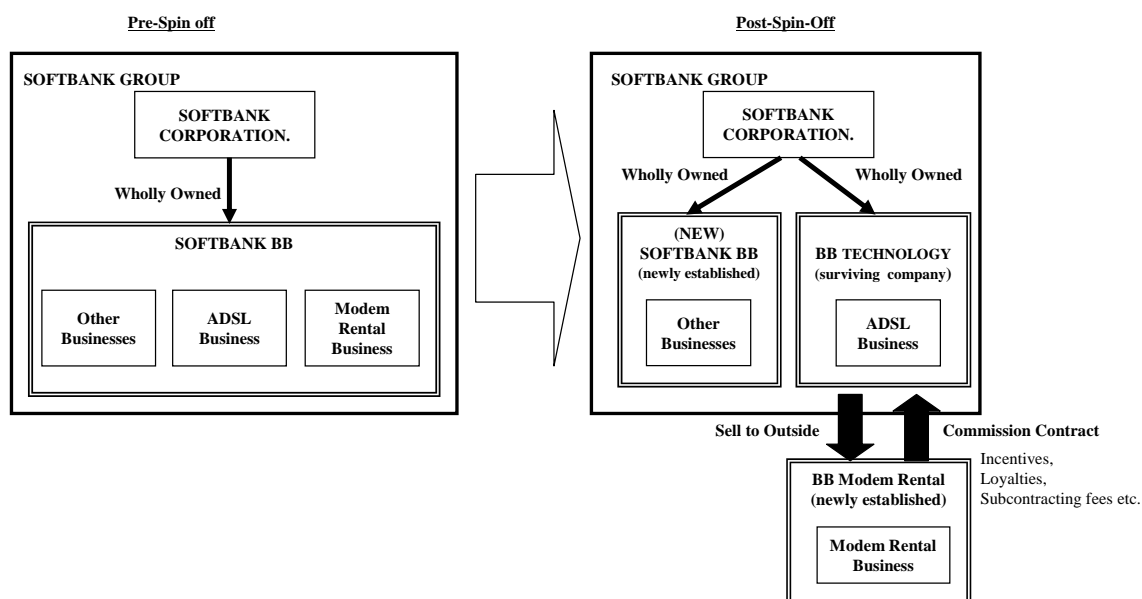 Pre-Spin off
SOFTBANK GROUP
SOFTBANK
CORPORATION.
Wholly Owned
SOFTBANK BB
Other
Businesses
ADSL
Business
Modem
Rental
Business
Post-Spin-Off
SOFTBANK GROUP
SOFTBANK
CORPORATION.
Wholly Owned
Wholly Owned
(NEW)
SOFTBANK BB
(newly established)
Other
Businesses
BB TECHNOLOGY
(surviving company)
ADSL
Business
Sell to Outside
Commission Contract
Incentives,
Loyalties,
Subcontracting fees etc.
BB Modem Rental
(newly established)
Modem Rental
Business